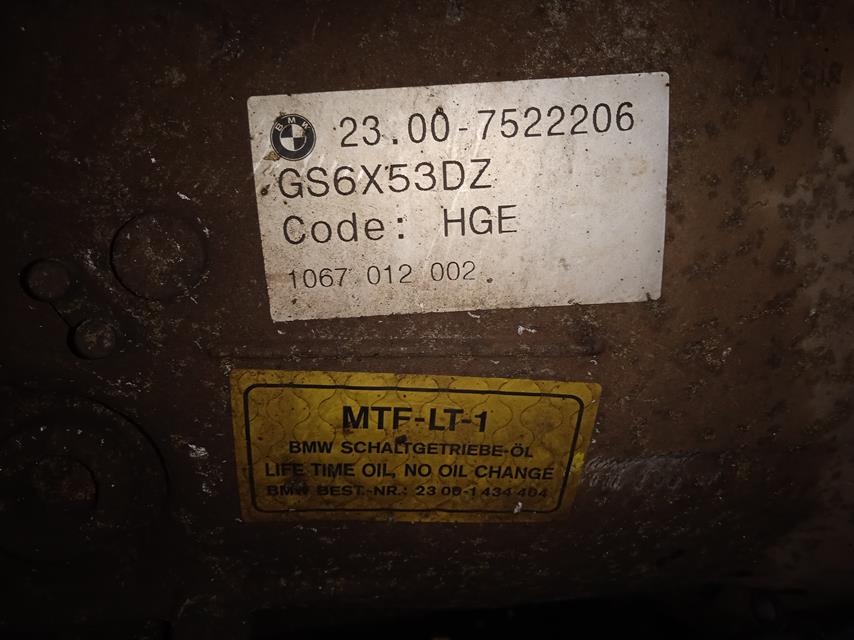 BMW
23.00-7522206
GS6X53DZ
Code: HGE
1067 012 002
MTF-LT-1
BMW SCHALTGETRIEBE-ÖL
LIFE TIME OIL, NO OIL CHANGE
BMW BEST.-NR.: 23 00-1 434 404